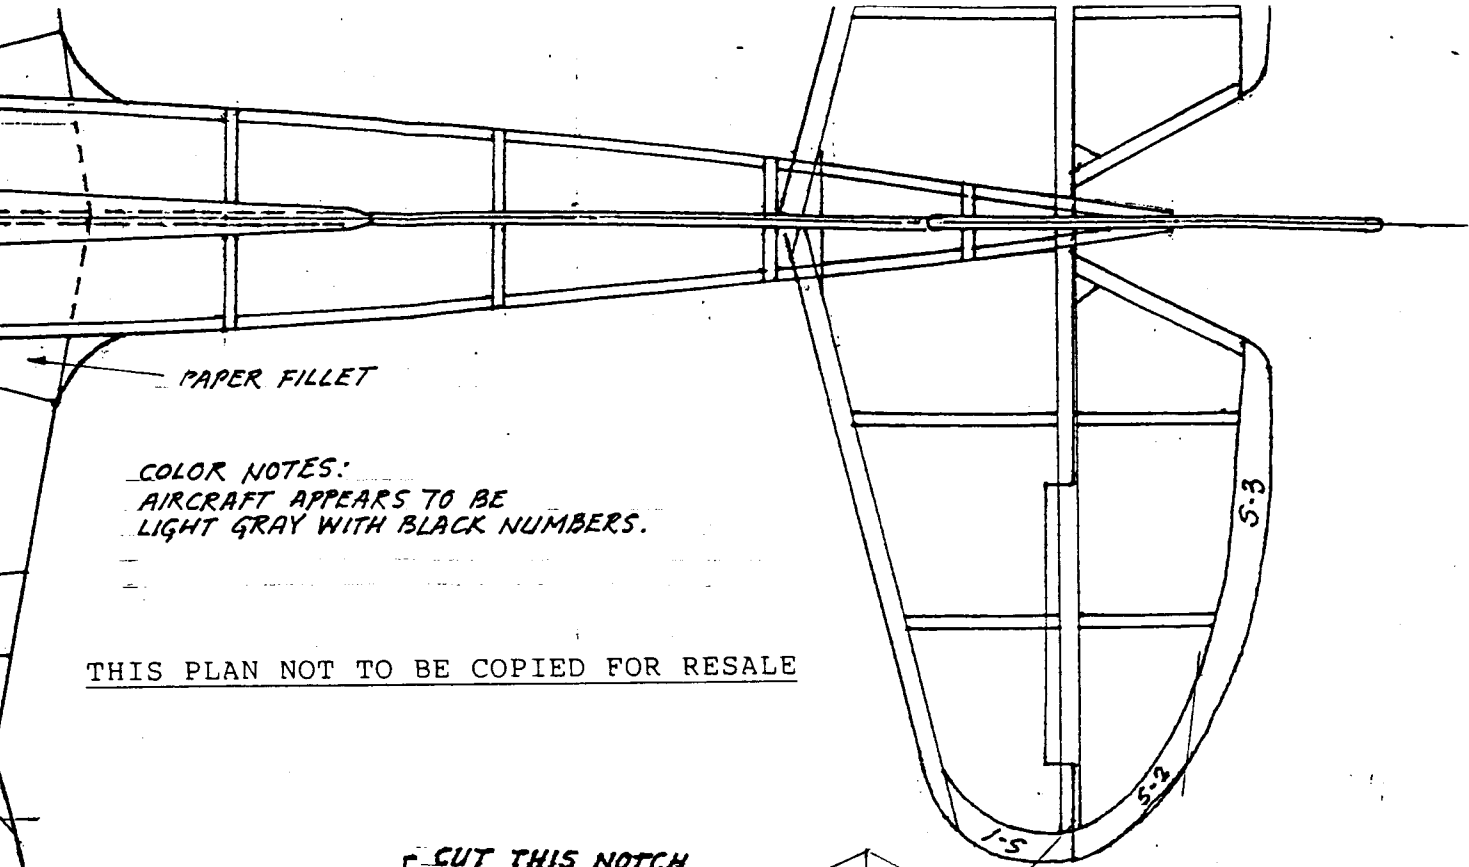 PAPER FILLET
COLOR NOTES:
AIRCRAFT APPEARS TO BE
LIGHT GRAY WITH BLACK NUMBERS.
S-3
THIS PLAN NOT TO BE COPIED FOR RESALE
S-2
S-1
CUT THIS NOTCH